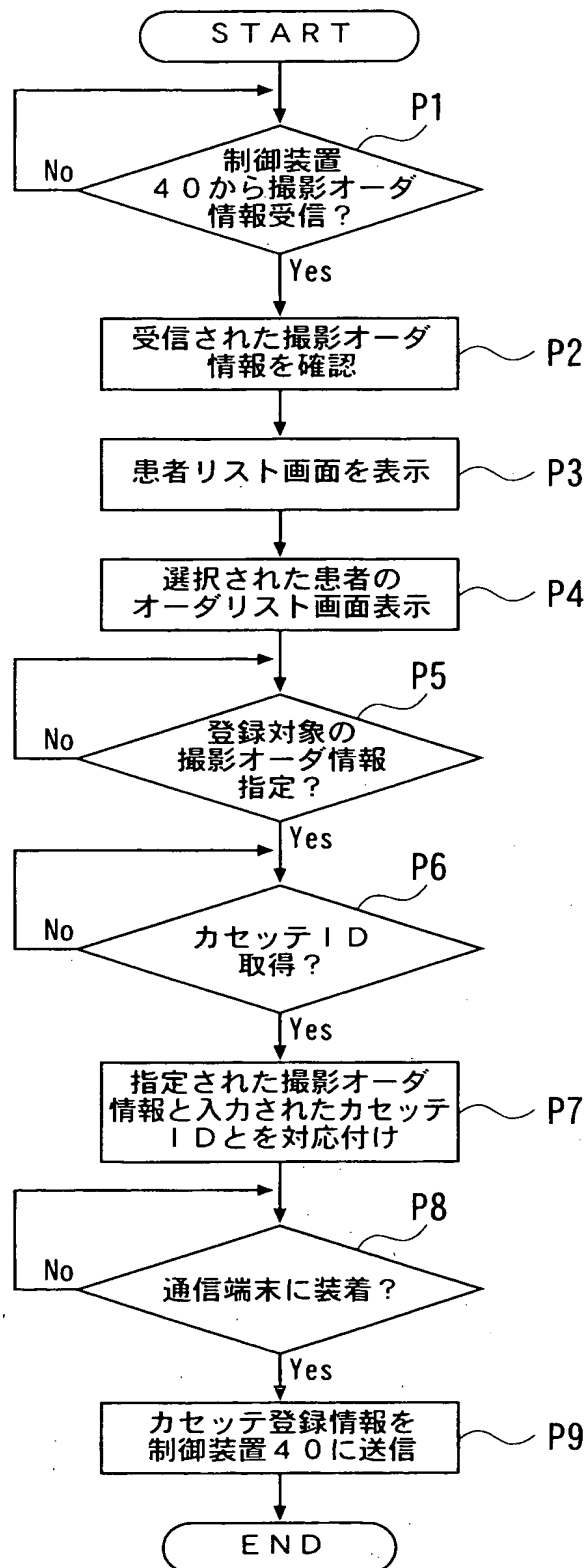 ＳＴＡＲＴ
P1
制御装置
４０から撮影オーダ
情報受信？
No
Yes
受信された撮影オーダ
情報を確認
P2
患者リスト画面を表示
P3
選択された患者の
オーダリスト画面表示
P4
P5
登録対象の
撮影オーダ情報
指定？
No
Yes
P6
カセッテＩＤ
取得？
No
Yes
指定された撮影オーダ
情報と入力されたカセッテ
ＩＤとを対応付け
P7
P8
通信端末に装着？
No
Yes
カセッテ登録情報を
制御装置４０に送信
P9
ＥＮＤ